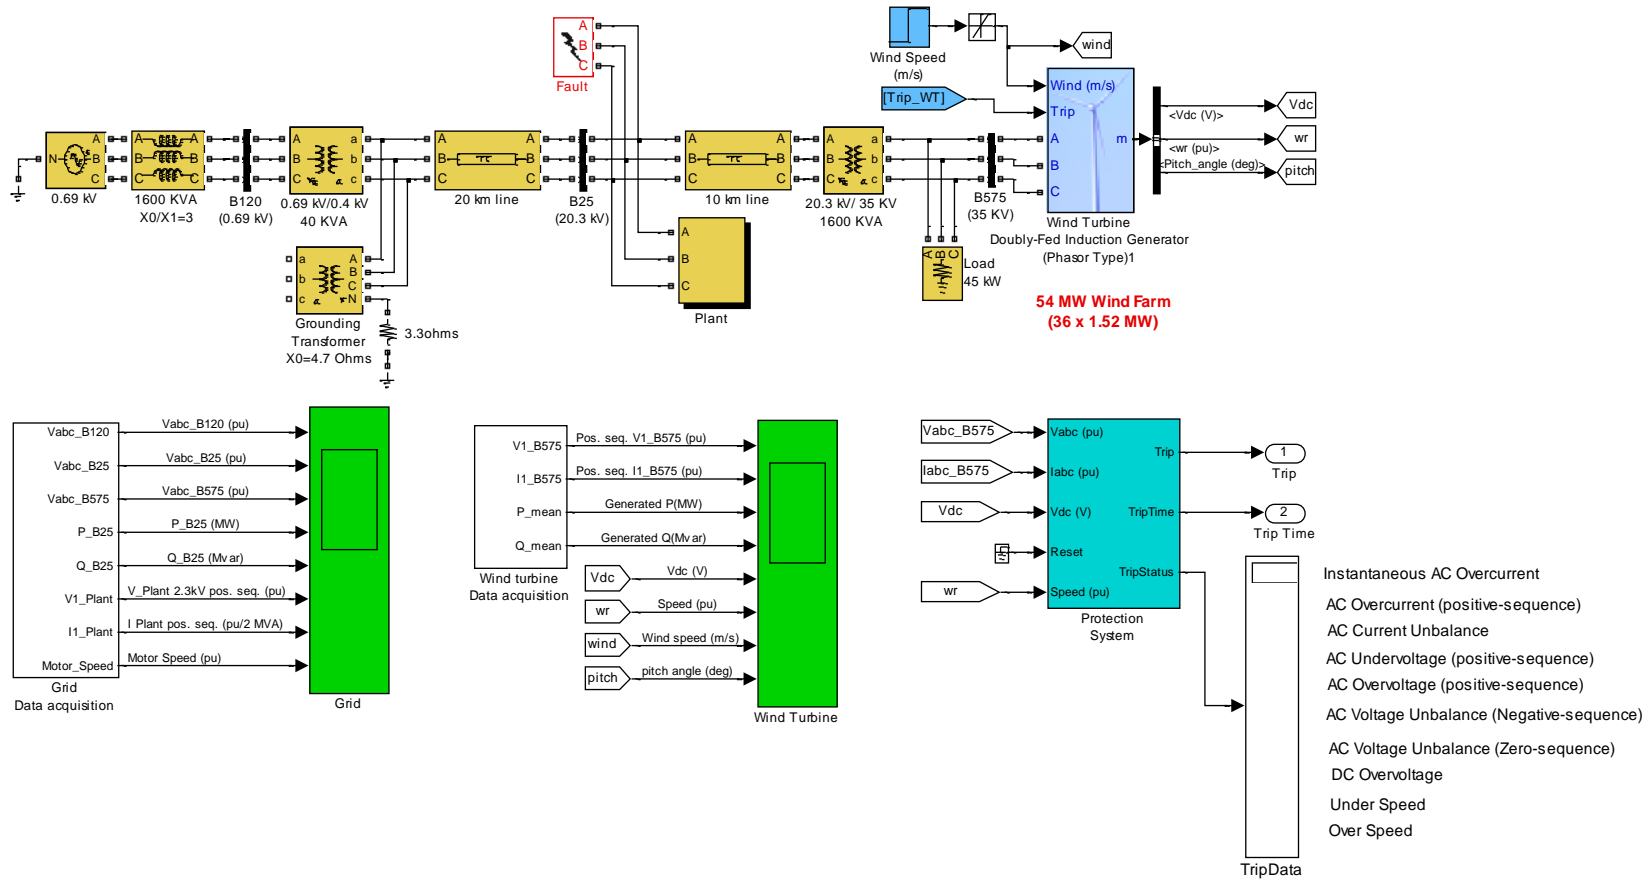 Wind Speed
(m/s)
wind
[Trip_WT]
Wind (m/s)
Trip
A
B
C
m
<Vdc (V)>
<wr (pu)>
<Pitch_angle (deg)>
Vdc
wr
pitch
Wind Turbine
Doubly-Fed Induction Generator
(Phasor Type)1
54 MW Wind Farm
(36 x 1.52 MW)
A
B
C
Fault
N
A
B
C
0.69 kV
A
B
C
A
B
C
1600 KVA
X0/X1=3
B120
(0.69 kV)
A
B
C
a
b
c
0.69 kV/0.4 kV
40 KVA
A
B
C
A
B
C
20 km line
B25
(20.3 kV)
A
B
C
A
B
C
10 km line
A
B
C
a
b
c
20.3 kV/ 35 KV
1600 KVA
B575
(35 KV)
A
B
C
Load
45 kW
a
b
c
A
B
C
N
Grounding
Transformer
X0=4.7 Ohms
3.3ohms
A
B
C
Plant
Vabc_B120
Vabc_B25
Vabc_B575
P_B25
Q_B25
V1_Plant
I1_Plant
Motor_Speed
Grid
Data acquisition
Vabc_B120 (pu)
Vabc_B25 (pu)
Vabc_B575 (pu)
P_B25 (MW)
Q_B25 (Mvar)
V_Plant 2.3kV pos. seq. (pu)
I Plant pos. seq. (pu/2 MVA)
Motor Speed (pu)
Grid
V1_B575
I1_B575
P_mean
Q_mean
Wind turbine
Data acquisition
Pos. seq. V1_B575 (pu)
Pos. seq. I1_B575 (pu)
Generated P(MW)
Generated Q(Mvar)
Vdc
Vdc (V)
wr
Speed (pu)
wind
Wind speed (m/s)
pitch
pitch angle (deg)
Wind Turbine
Vabc_B575
Iabc_B575
Vdc
wr
Vabc (pu)
Iabc (pu)
Vdc (V)
Reset
Speed (pu)
Trip
TripTime
TripStatus
Protection
System
1
Trip
2
Trip Time
TripData
Instantaneous AC Overcurrent
AC Overcurrent (positive-sequence)
AC Current Unbalance
AC Undervoltage (positive-sequence)
AC Overvoltage (positive-sequence)
AC Voltage Unbalance (Negative-sequence)
AC Voltage Unbalance (Zero-sequence)
DC Overvoltage
Under Speed
Over Speed